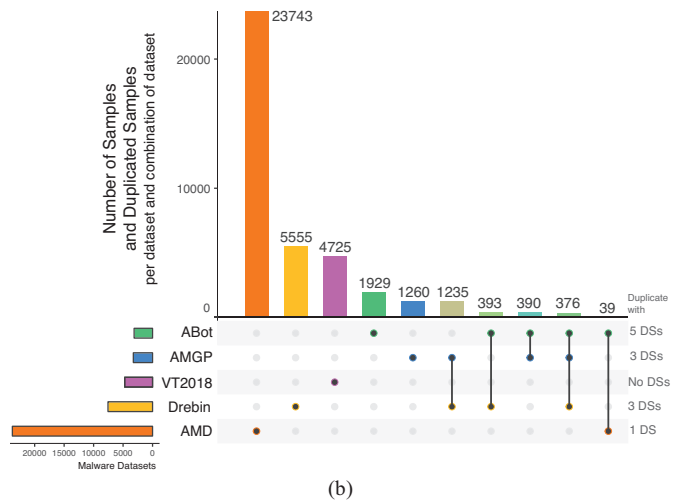 Number of Samples
and Duplicated Samples
per dataset and combination of dataset
23743
20000
10000
5555
4725
1929
1260
1235
393
390
376
39
0
Duplicate
with
ABot
5 DSs
AMGP
3 DSs
VT2018
No DSs
Drebin
3 DSs
AMD
1 DS
20000
15000
10000
5000
0
Malware Datasets
(b)